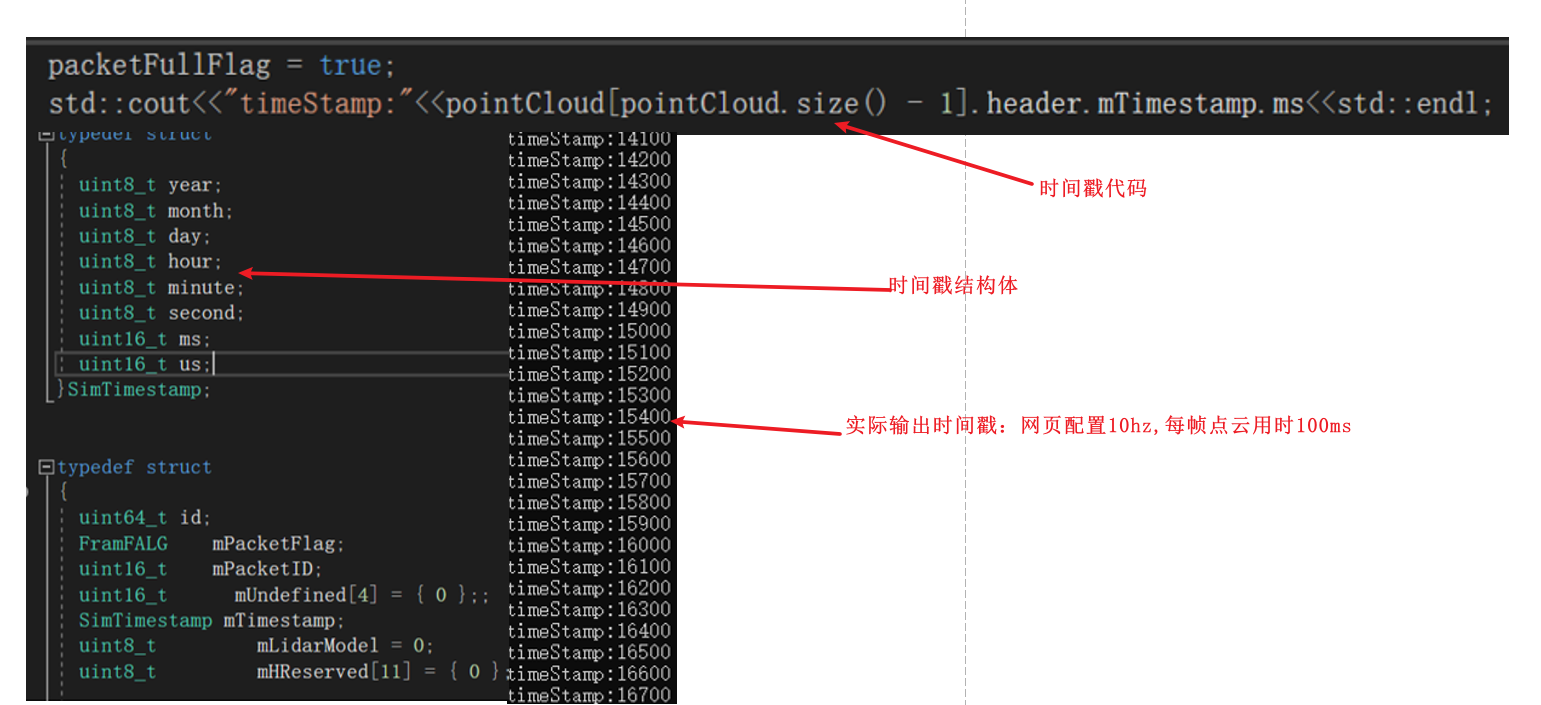 packetFullFlag = true;
std::cout<<"timeStamp:"<<pointCloud[pointCloud.size() - 1].header.mTimestamp.ms<<std::endl;
typedef struct
{
uint8_t year;
uint8_t month;
uint8_t day;
uint8_t hour;
uint8_t minute;
uint8_t second;
uint16_t ms;
uint16_t us;
}SimTimestamp;
typedef struct
{
uint64_t id;
FramFALG mPacketFlag;
uint16_t mPacketID;
uint16_t mUndefined[4] = { 0 };;
SimTimestamp mTimestamp;
uint8_t mLidarModel = 0;
uint8_t mHReserved[11] = { 0 };
timeStamp:14100
timeStamp:14200
timeStamp:14300
timeStamp:14400
timeStamp:14500
timeStamp:14600
timeStamp:14700
timeStamp:14800
timeStamp:14900
timeStamp:15000
timeStamp:15100
timeStamp:15200
timeStamp:15300
timeStamp:15400
timeStamp:15500
timeStamp:15600
timeStamp:15700
timeStamp:15800
timeStamp:15900
timeStamp:16000
timeStamp:16100
timeStamp:16200
timeStamp:16300
timeStamp:16400
timeStamp:16500
timeStamp:16600
timeStamp:16700
时间戳代码
时间戳结构体
实际输出时间戳：网页配置10hz,每帧点云用时100ms